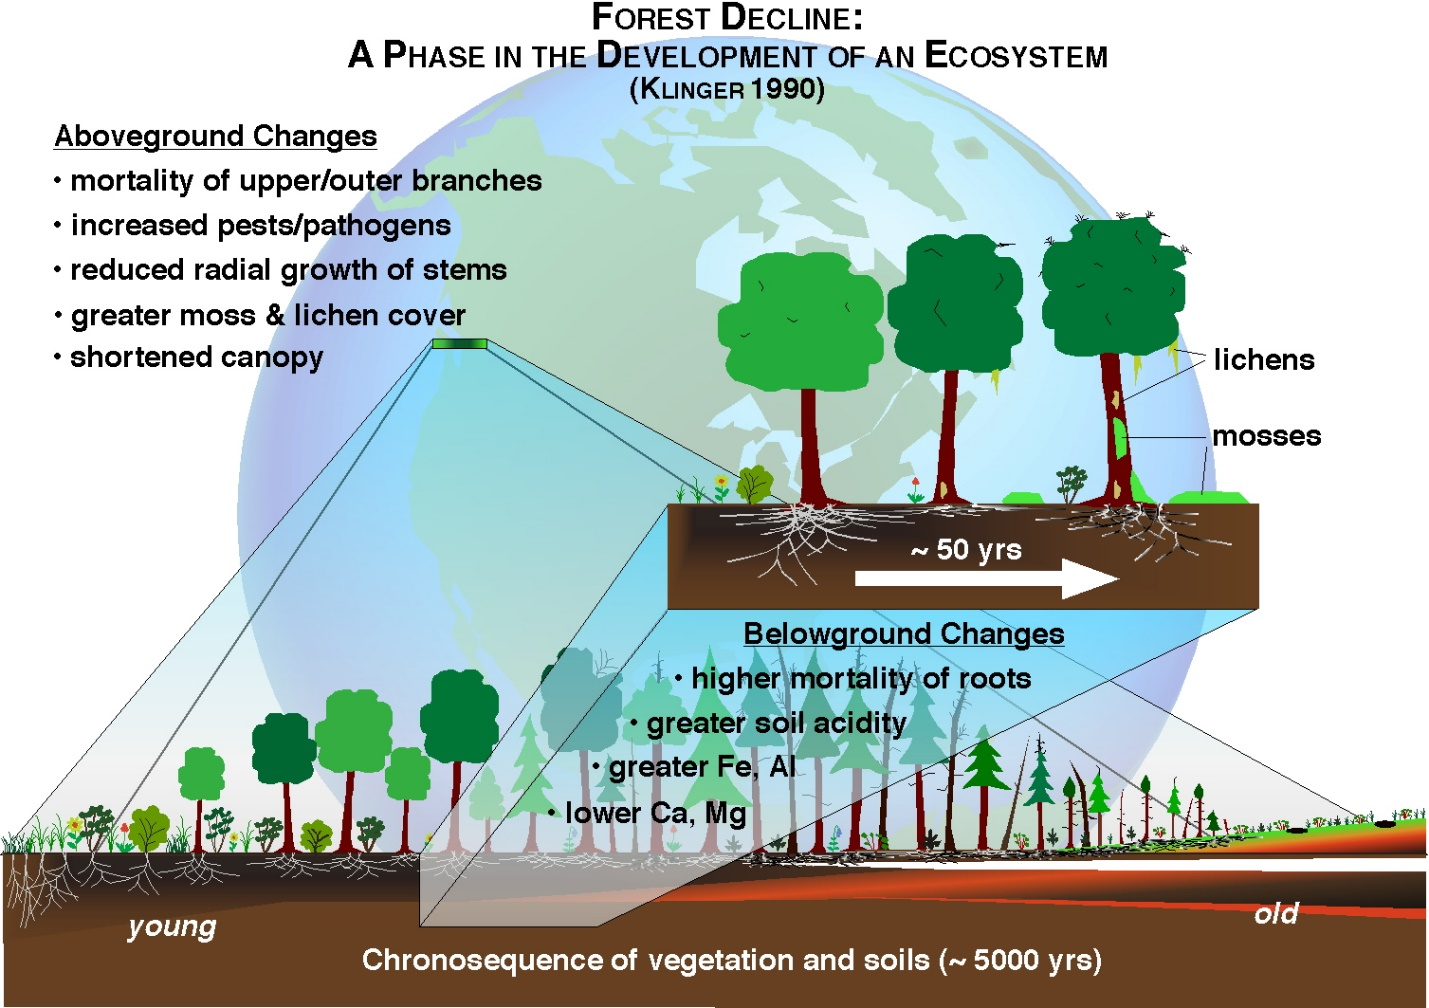 FOREST DECLINE:
A PHASE IN THE DEVELOPMENT OF AN ECOSYSTEM
(KLINGER 1990)
Aboveground Changes
• mortality of upper/outer branches
• increased pests/pathogens
• reduced radial growth of stems
• greater moss & lichen cover
• shortened canopy
lichens
mosses
~ 50 yrs
Belowground Changes
• higher mortality of roots
• greater soil acidity
• greater Fe, Al
• lower Ca, Mg
young
old
Chronosequence of vegetation and soils (~ 5000 yrs)